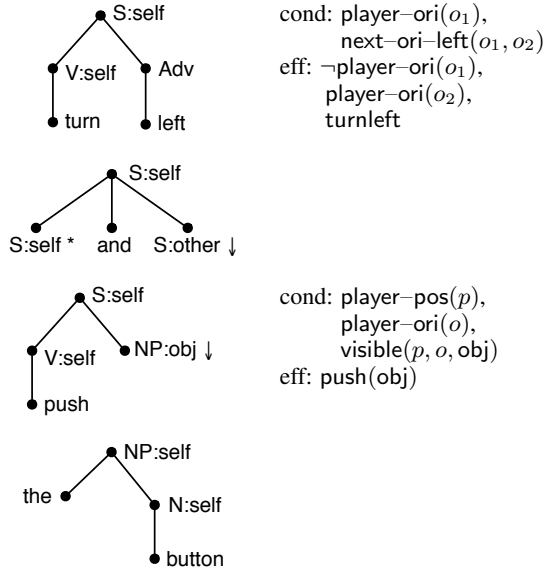 S:self
V:self Adv
turn left
cond: player–ori(o₁),
next–ori–left(o₁, o₂)
eff: ¬player–ori(o₁),
player–ori(o₂),
turnleft
S:self
S:self * and S:other ↓
S:self
V:self NP:obj ↓
push
cond: player–pos(p),
player–ori(o),
visible(p, o, obj)
eff: push(obj)
NP:self
the N:self
button